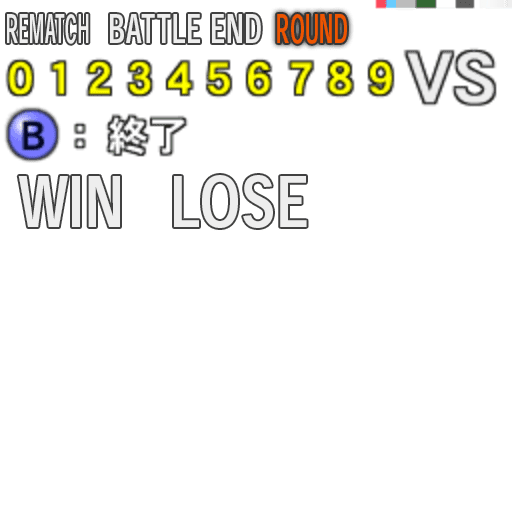 REMATCH BATTLE END ROUND
0 1 2 3 4 5 6 7 8 9 VS
B : 終了
WIN LOSE